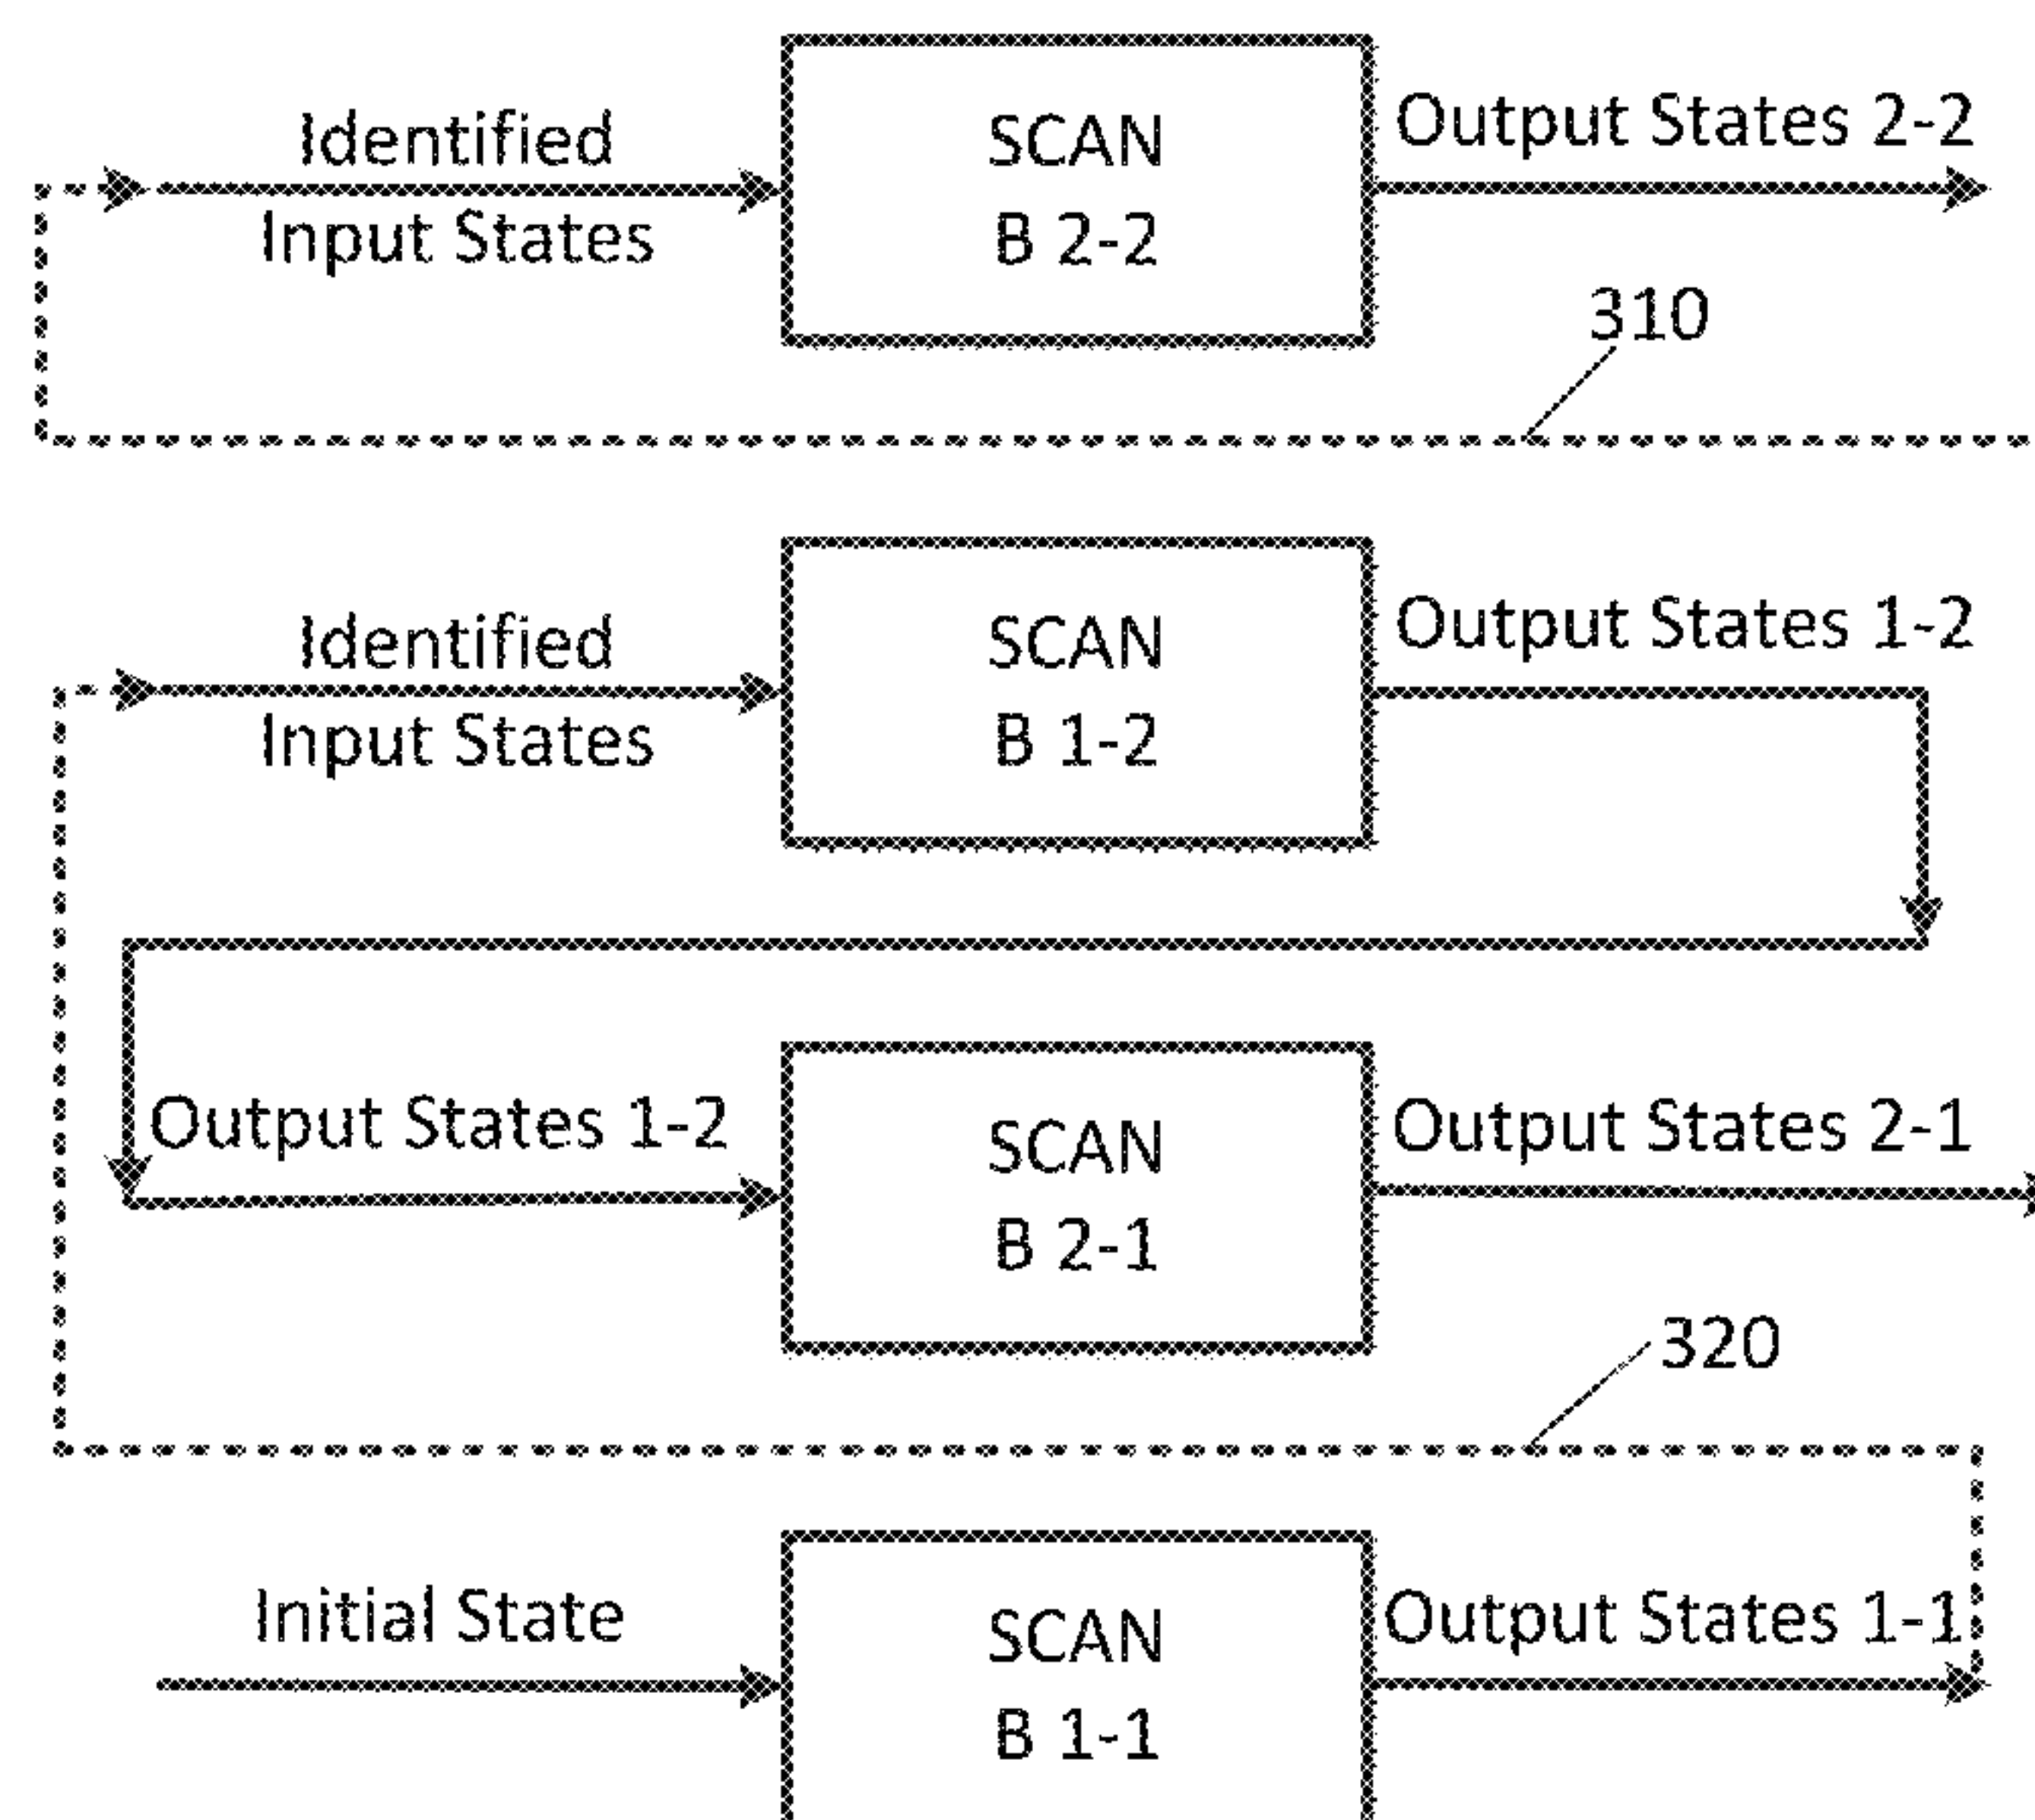 Identified
Input States
SCAN
B 2-2
Output States 2-2
310
Identified
Input States
SCAN
B 1-2
Output States 1-2
Output States 1-2
SCAN
B 2-1
Output States 2-1
320
Initial State
SCAN
B 1-1
Output States 1-1